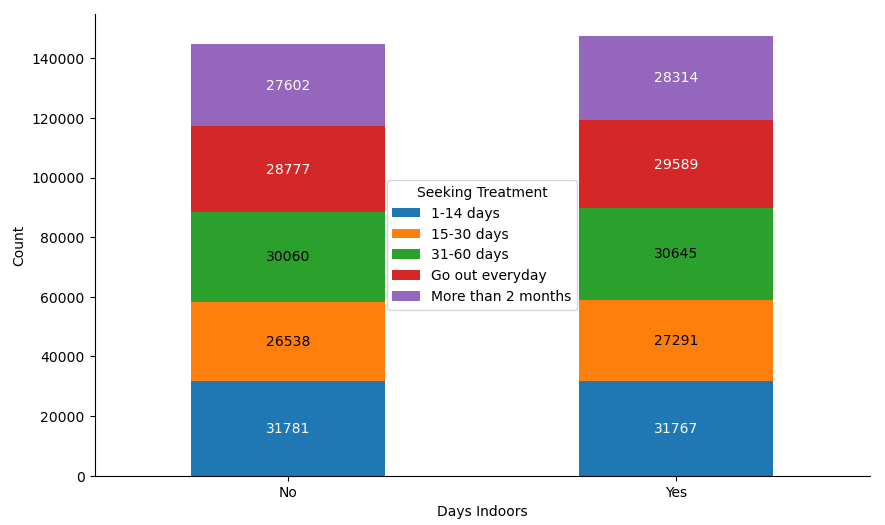 140000
120000
100000
80000
60000
40000
20000
0
Count
27602
28777
30060
26538
31781
28314
29589
30645
27291
31767
Seeking Treatment
1-14 days
15-30 days
31-60 days
Go out everyday
More than 2 months
No
Yes
Days Indoors